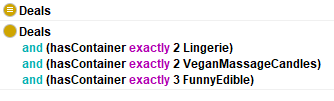 Deals
Deals
and (hasContainer exactly 2 Lingerie)
and (hasContainer exactly 2 VeganMassageCandles)
and (hasContainer exactly 3 FunnyEdible)